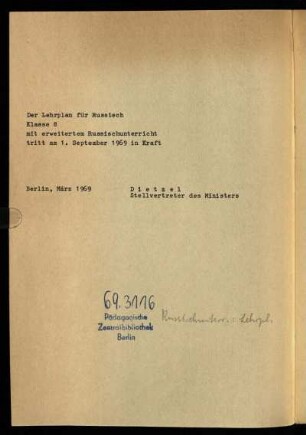 Der Lehrplan für Russisch
Klasse 8
mit erweitertem Russischunterricht
tritt am 1. September 1969 in Kraft
Berlin, März 1969 D i e t z e l
Stellvertreter des Ministers
69.3116
Pädagogische
Zentralbibliothek
Berlin